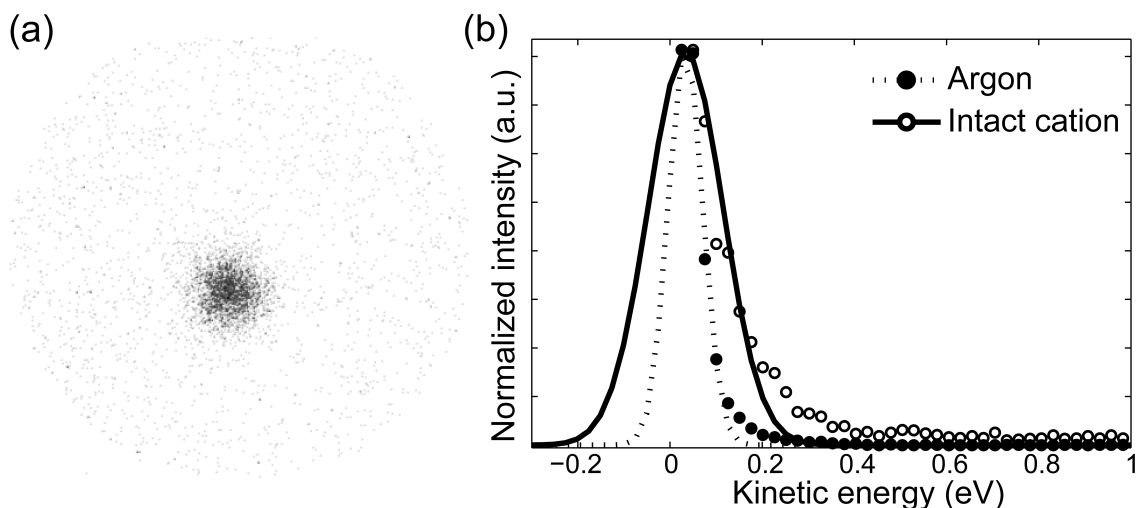 (a)
(b)
Normalized intensity (a.u.)
Argon
Intact cation
−0.2 0 0.2 0.4 0.6 0.8 1
Kinetic energy (eV)